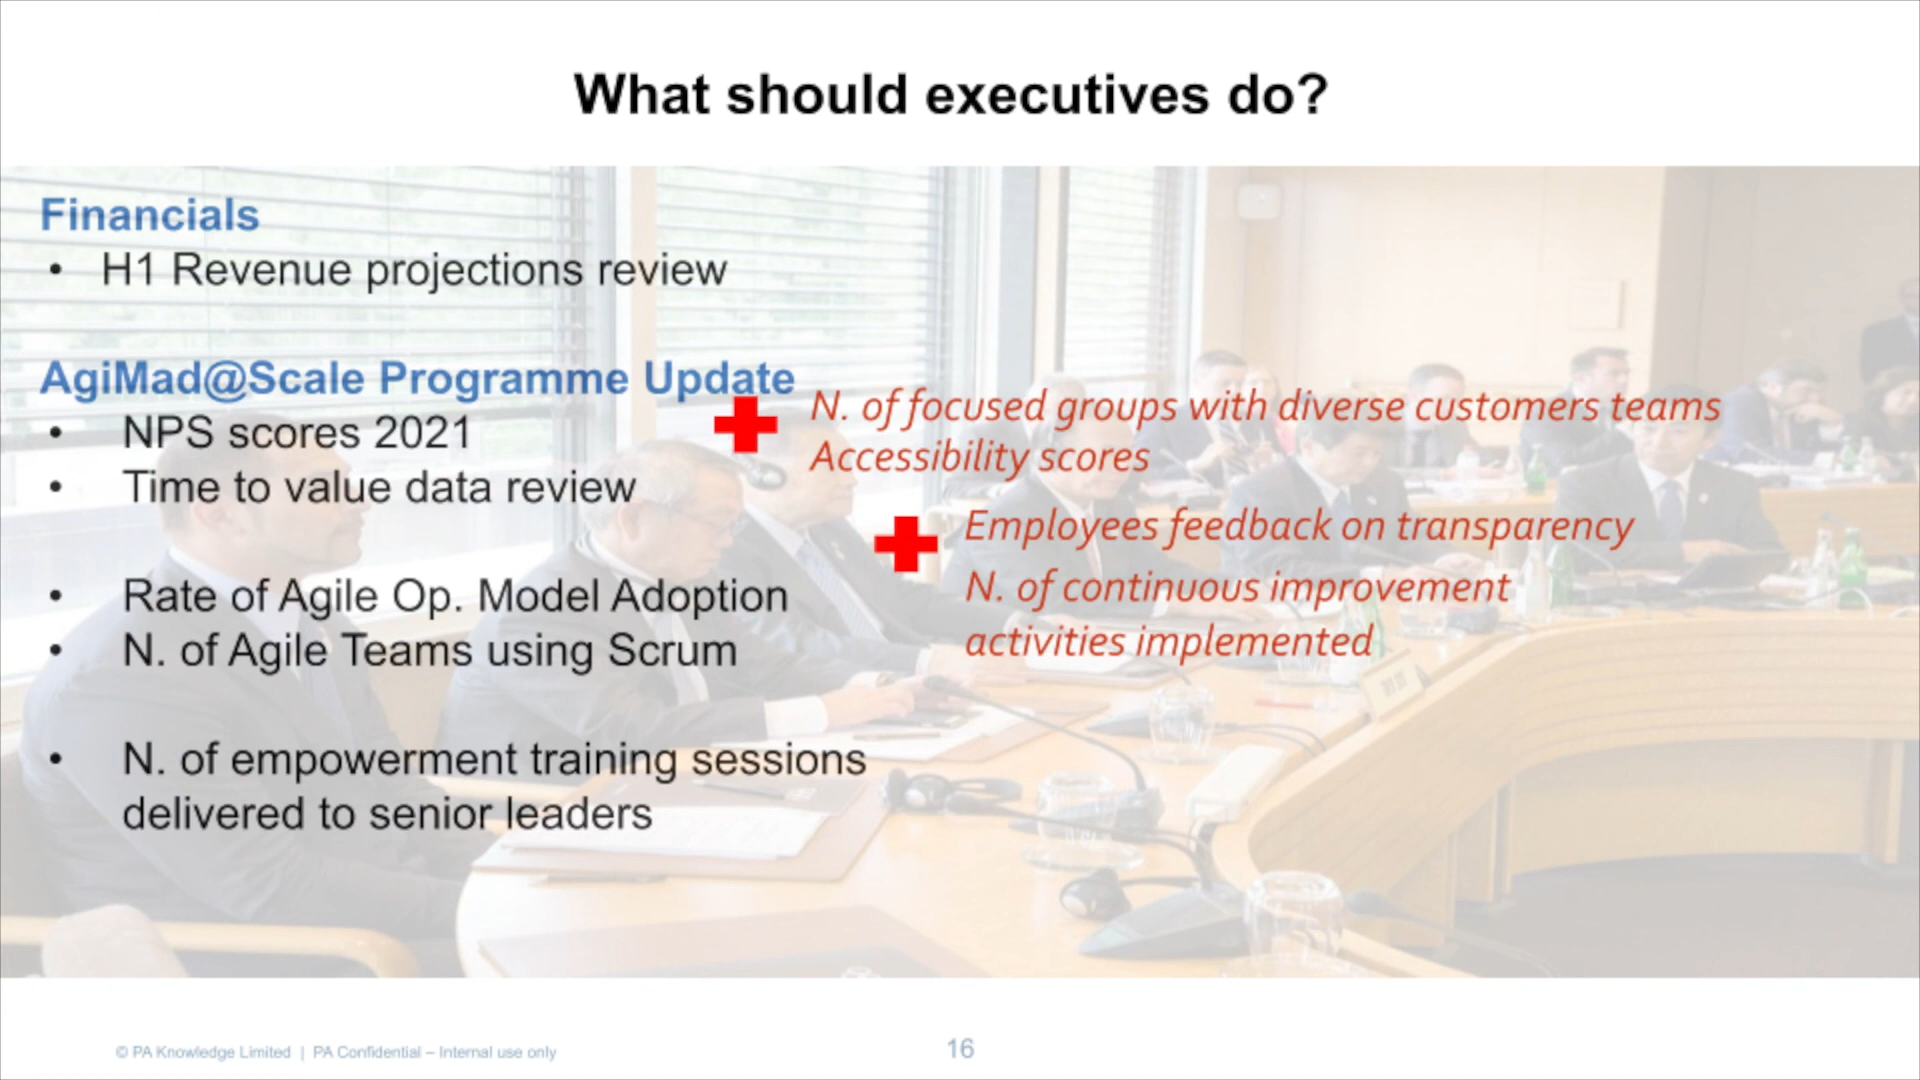 What should executives do?
Financials
• H1 Revenue projections review
AgiMad@Scale Programme Update
• NPS scores 2021
• Time to value data review
N. of focused groups with diverse customers teams
Accessibility scores
Employees feedback on transparency
N. of continuous improvement
activities implemented
• Rate of Agile Op. Model Adoption
• N. of Agile Teams using Scrum
• N. of empowerment training sessions
delivered to senior leaders
© PA Knowledge Limited | PA Confidential – Internal use only
16